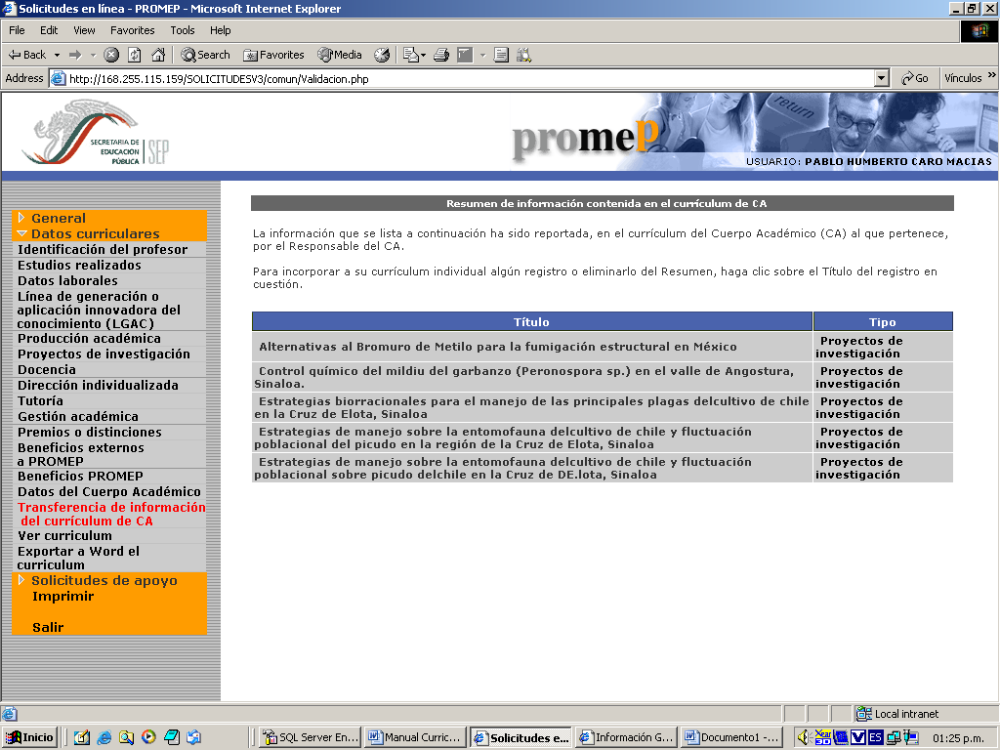 Solicitudes en línea - PROMEP - Microsoft Internet Explorer
File Edit View Favorites Tools Help
Back Search Favorites Media
Address http://168.255.115.159/SOLICITUDESV3/comun/Validacion.php Go Vínculos »
SECRETARIA DE
EDUCACIÓN
PÚBLICA SEP
promep
return
USUARIO: PABLO HUMBERTO CARO MACIAS
General
Datos curriculares
Identificación del profesor
Estudios realizados
Datos laborales
Línea de generación o
aplicación innovadora del
conocimiento (LGAC)
Producción académica
Proyectos de investigación
Docencia
Dirección individualizada
Tutoría
Gestión académica
Premios o distinciones
Beneficios externos
a PROMEP
Beneficios PROMEP
Datos del Cuerpo Académico
Transferencia de información
del currículum de CA
Ver curriculum
Exportar a Word el
curriculum
Solicitudes de apoyo
Imprimir
Salir
Resumen de información contenida en el currículum de CA
La información que se lista a continuación ha sido reportada, en el currículum del Cuerpo Académico (CA) al que pertenece,
por el Responsable del CA.
Para incorporar a su currículum individual algún registro o eliminarlo del Resumen, haga clic sobre el Título del registro en
cuestión.
Título Tipo
Alternativas al Bromuro de Metilo para la fumigación estructural en México Proyectos de
investigación
Control químico del mildiu del garbanzo (Peronospora sp.) en el valle de Angostura, Proyectos de
Sinaloa. investigación
Estrategias biorracionales para el manejo de las principales plagas delcultivo de chile Proyectos de
en la Cruz de Elota, Sinaloa investigación
Estrategias de manejo sobre la entomofauna delcultivo de chile y fluctuación Proyectos de
poblacional del picudo en la región de la Cruz de Elota, Sinaloa investigación
Estrategias de manejo sobre la entomofauna delcultivo de chile y fluctuación Proyectos de
poblacional sobre picudo delchile en la Cruz de DE.lota, Sinaloa investigación
Local intranet
Inicio SQL Server En... Manual Curric... Solicitudes e... Información G... Documento1 -... Xear 3D V ES 01:25 p.m.